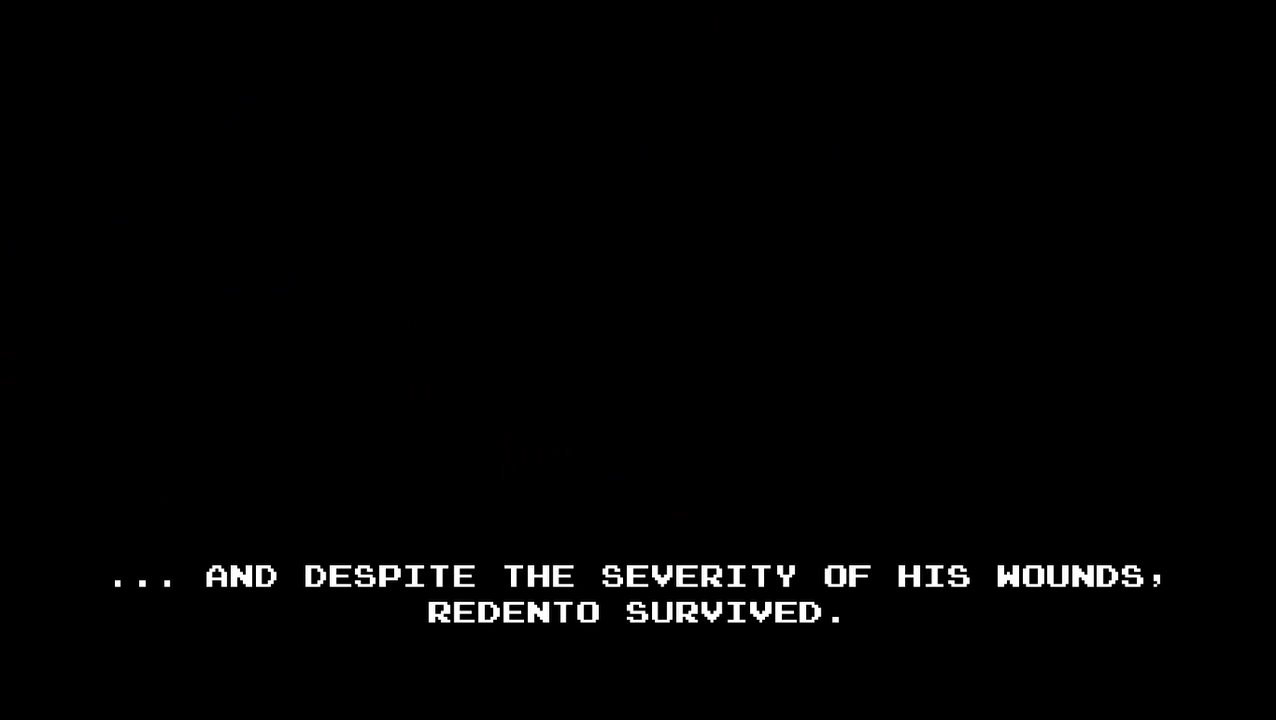 ... AND DESPITE THE SEVERITY OF HIS WOUNDS,
REDENTO SURVIVED.